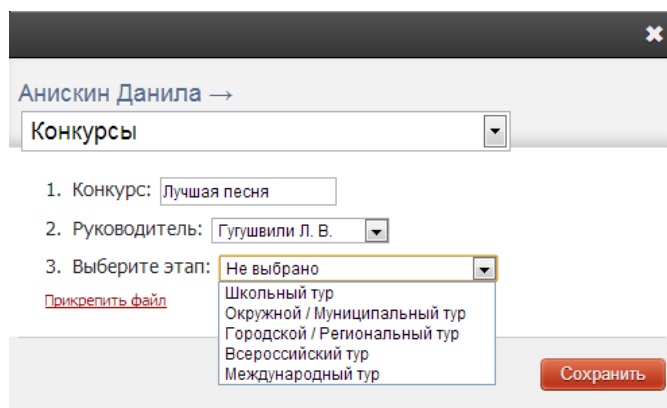 Анискин Данила →
Конкурсы
1. Конкурс: Лучшая песня
2. Руководитель: Гугушвили Л. В.
3. Выберите этап: Не выбрано
Прикрепить файл
Школьный тур
Окружной / Муниципальный тур
Городской / Региональный тур
Всероссийский тур
Международный тур
Сохранить